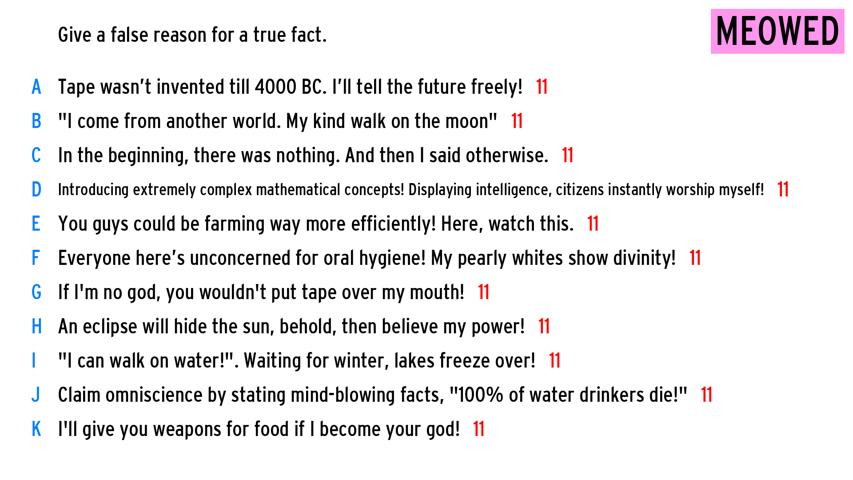 Give a false reason for a true fact.
MEOWED
A Tape wasn't invented till 4000 BC. I'll tell the future freely! 11
B "I come from another world. My kind walk on the moon" 11
C In the beginning, there was nothing. And then I said otherwise. 11
D Introducing extremely complex mathematical concepts! Displaying intelligence, citizens instantly worship myself! 11
E You guys could be farming way more efficiently! Here, watch this. 11
F Everyone here's unconcerned for oral hygiene! My pearly whites show divinity! 11
G If I'm no god, you wouldn't put tape over my mouth! 11
H An eclipse will hide the sun, behold, then believe my power! 11
I "I can walk on water!". Waiting for winter, lakes freeze over! 11
J Claim omniscience by stating mind-blowing facts, "100% of water drinkers die!" 11
K I'll give you weapons for food if I become your god! 11